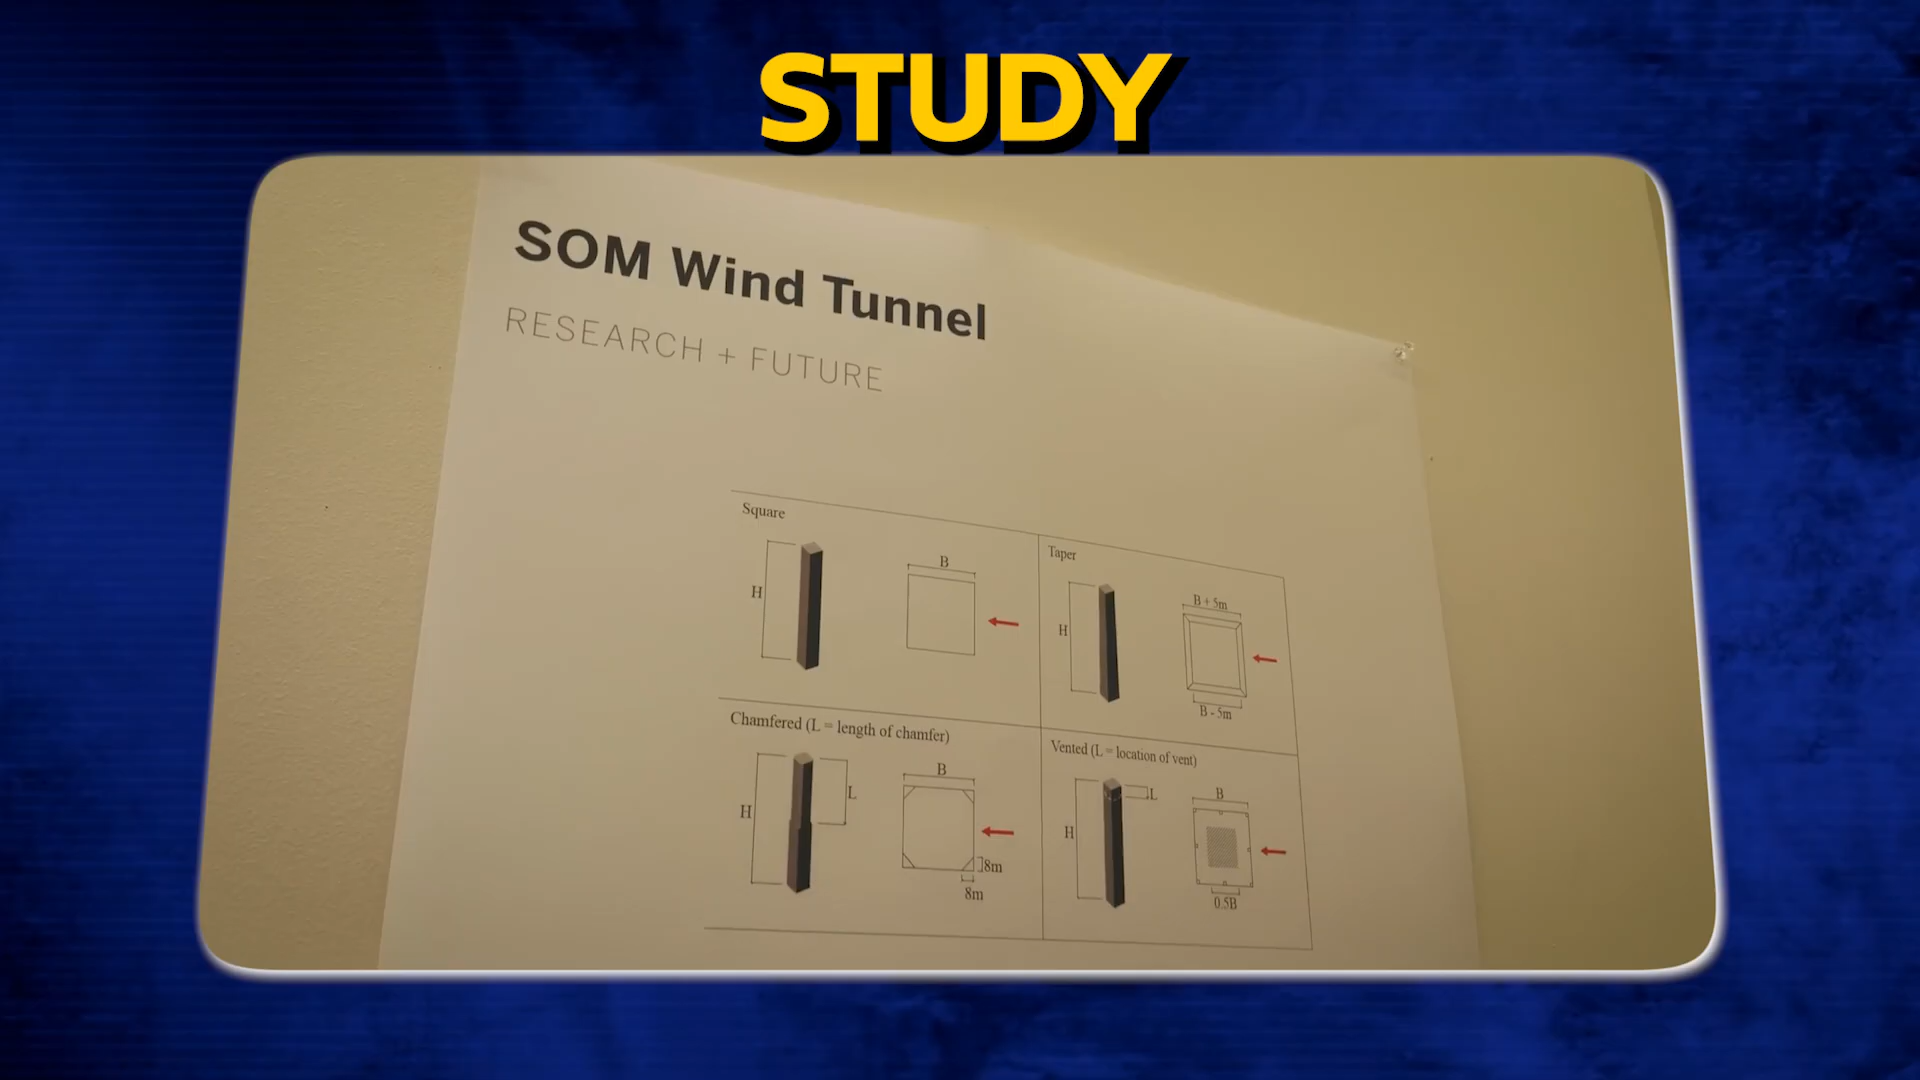 STUDY
SOM Wind Tunnel
RESEARCH + FUTURE
Square
H
B
Taper
H
B + 5m
B - 5m
Chamfered (L = length of chamfer)
H
L
B
8m
8m
Vented (L = location of vent)
H
L
B
0.5B